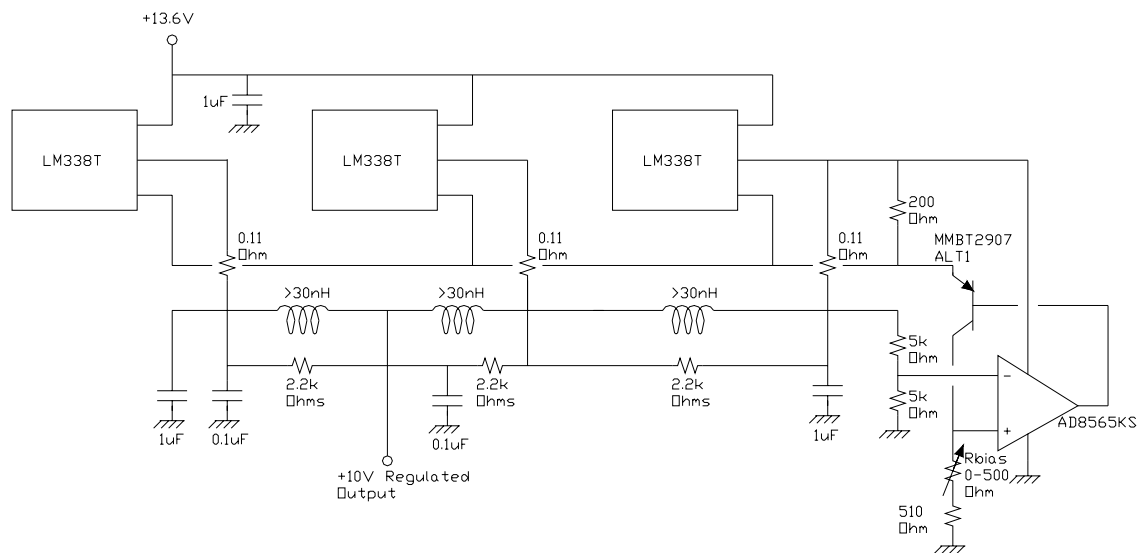 +13.6V
1uF
LM338T
LM338T
LM338T
200
Ohm
0.11
Ohm
0.11
Ohm
0.11
Ohm
MMBT2907
ALT1
>30nH
>30nH
>30nH
5k
Ohm
2.2k
Ohms
2.2k
Ohms
2.2k
Ohms
-
5k
Ohm
AD8565KS
+
1uF
0.1uF
0.1uF
1uF
Rbias
0-500
Ohm
+10V Regulated
Output
510
Ohm